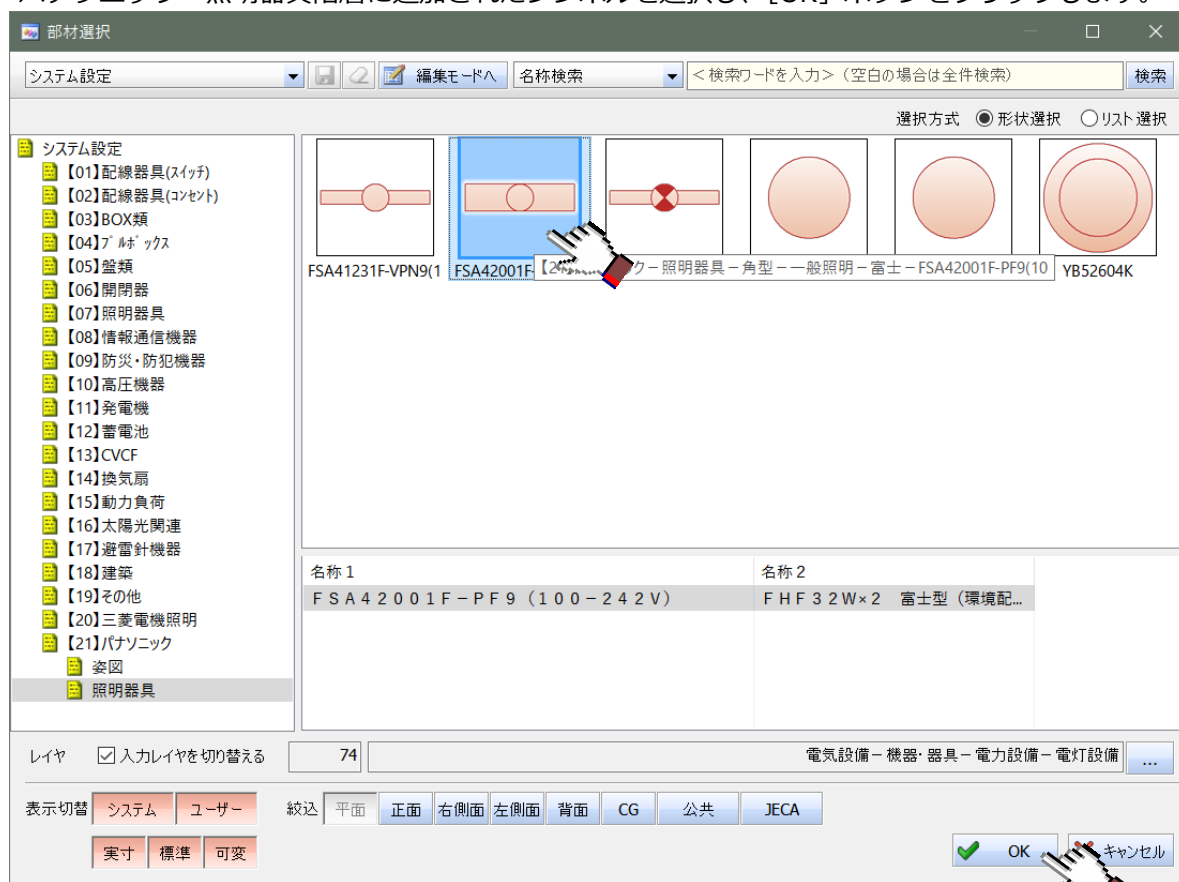 部材選択
システム設定 編集モードへ 名称検索 <検索ワードを入力>(空白の場合は全件検索) 検索
選択方式 形状選択 リスト選択
システム設定
【01】配線器具(スイッチ)
【02】配線器具(コンセント)
【03】BOX類
【04】プルボックス
【05】盤類
【06】開閉器
【07】照明器具
【08】情報通信機器
【09】防災・防犯機器
【10】高圧機器
【11】発電機
【12】蓄電池
【13】CVCF
【14】換気扇
【15】動力負荷
【16】太陽光関連
【17】避雷針機器
【18】建築
【19】その他
【20】三菱電機照明
【21】パナソニック
姿図
照明器具
FSA41231F-VPN9(1 FSA42001F- YB52604K
ク-照明器具-角型-一般照明-富士-FSA42001F-PF9(10
名称1 名称2
FSA42001F-PF9(100-242V) FHF32W×2 富士型(環境配...
レイヤ 入力レイヤを切り替える 74 電気設備-機器・器具-電力設備-電灯設備 ...
表示切替 システム ユーザー 絞込 平面 正面 右側面 左側面 背面 CG 公共 JECA
実寸 標準 可変 OK キャンセル